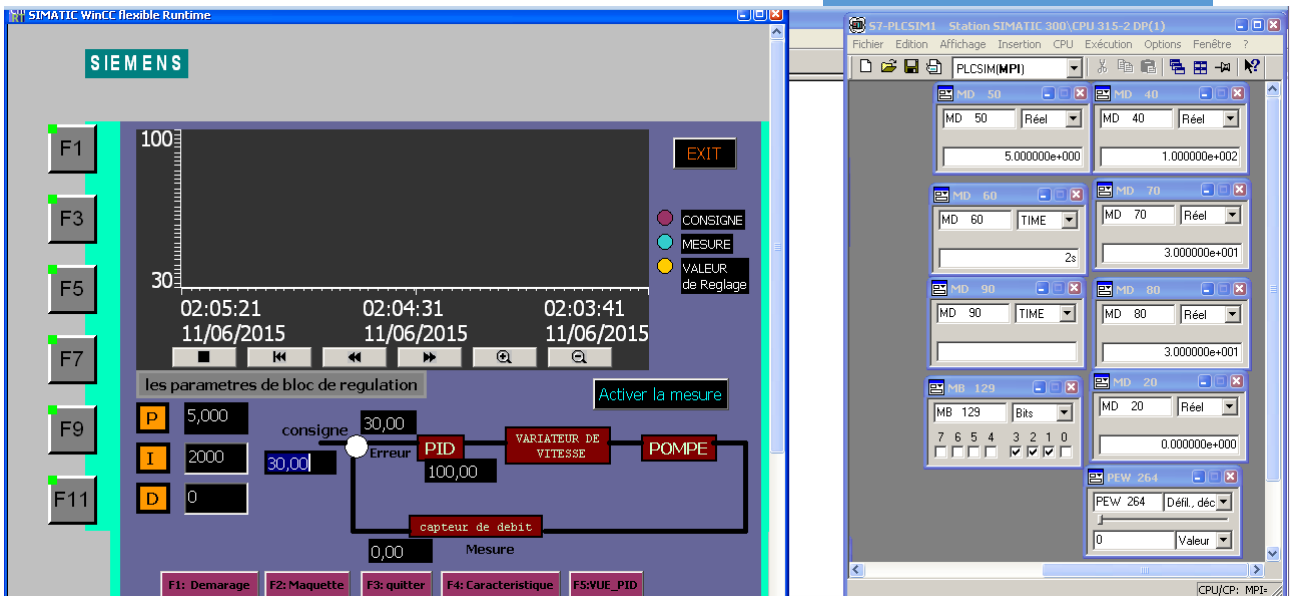 SIMATIC WinCC flexible Runtime
SIEMENS
F1
F3
F5
F7
F9
F11
100
30
EXIT
CONSIGNE
MESURE
VALEUR
de Reglage
02:05:21 02:04:31 02:03:41
11/06/2015 11/06/2015 11/06/2015
les parametres de bloc de regulation
Activer la mesure
P 5,000
I 2000
D 0
consigne
30,00
30,00
Erreur
PID
100,00
VARIATEUR DE
VITESSE
POMPE
capteur de debit
0,00 Mesure
F1: Demarage F2: Maquette F3: quitter F4: Caracteristique F5:VUE_PID
S7-PLCSIM1 Station SIMATIC 300\CPU 315-2 DP(1)
Fichier Edition Affichage Insertion CPU Exécution Options Fenêtre ?
PLCSIM(MPI)
MD 50
MD 50 Réel
5.000000e+000
MD 40
MD 40 Réel
1.000000e+002
MD 60
MD 60 TIME
2s
MD 70
MD 70 Réel
3.000000e+001
MD 90
MD 90 TIME
MD 80
MD 80 Réel
3.000000e+001
MB 129
MB 129 Bits
7 6 5 4 3 2 1 0
MD 20
MD 20 Réel
0.000000e+000
PEW 264
PEW 264 Défil., déc
0 Valeur
CPU/CP: MPI=